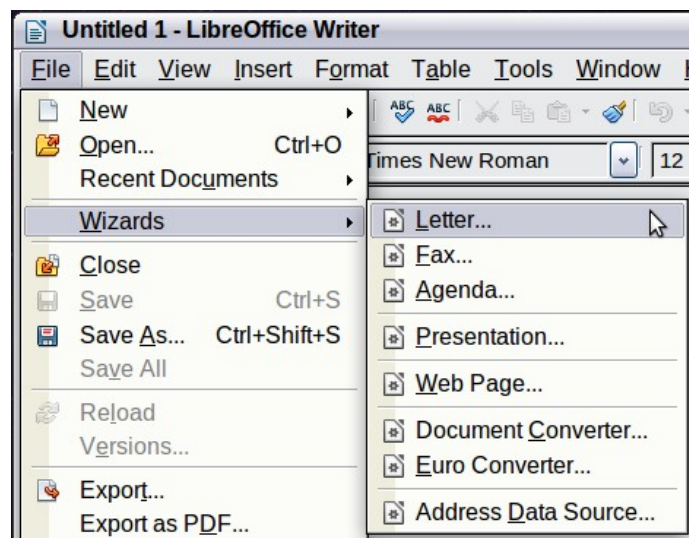 Untitled 1 - LibreOffice Writer
File Edit View Insert Format Table Tools Window
New
Open... Ctrl+O
Recent Documents
Wizards
Close
Save Ctrl+S
Save As... Ctrl+Shift+S
Save All
Reload
Versions...
Export...
Export as PDF...
ABC ABC
Times New Roman 12
Letter...
Fax...
Agenda...
Presentation...
Web Page...
Document Converter...
Euro Converter...
Address Data Source...